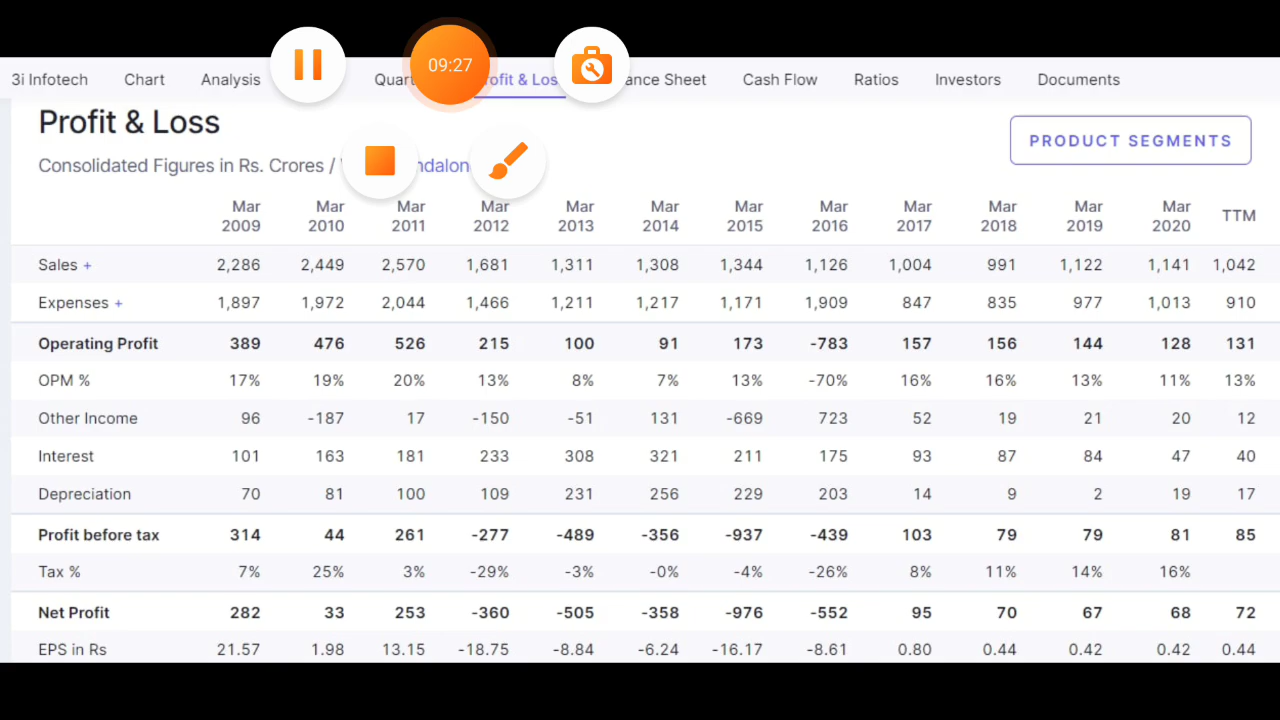 3i Infotech Chart Analysis Quart rofit & Los ance Sheet Cash Flow Ratios Investors Documents
09:27
Profit & Loss
PRODUCT SEGMENTS
Consolidated Figures in Rs. Crores / ndalon
Mar 2009 Mar 2010 Mar 2011 Mar 2012 Mar 2013 Mar 2014 Mar 2015 Mar 2016 Mar 2017 Mar 2018 Mar 2019 Mar 2020 TTM
Sales + 2,286 2,449 2,570 1,681 1,311 1,308 1,344 1,126 1,004 991 1,122 1,141 1,042
Expenses + 1,897 1,972 2,044 1,466 1,211 1,217 1,171 1,909 847 835 977 1,013 910
Operating Profit 389 476 526 215 100 91 173 -783 157 156 144 128 131
OPM % 17% 19% 20% 13% 8% 7% 13% -70% 16% 16% 13% 11% 13%
Other Income 96 -187 17 -150 -51 131 -669 723 52 19 21 20 12
Interest 101 163 181 233 308 321 211 175 93 87 84 47 40
Depreciation 70 81 100 109 231 256 229 203 14 9 2 19 17
Profit before tax 314 44 261 -277 -489 -356 -937 -439 103 79 79 81 85
Tax % 7% 25% 3% -29% -3% -0% -4% -26% 8% 11% 14% 16%
Net Profit 282 33 253 -360 -505 -358 -976 -552 95 70 67 68 72
EPS in Rs 21.57 1.98 13.15 -18.75 -8.84 -6.24 -16.17 -8.61 0.80 0.44 0.42 0.42 0.44